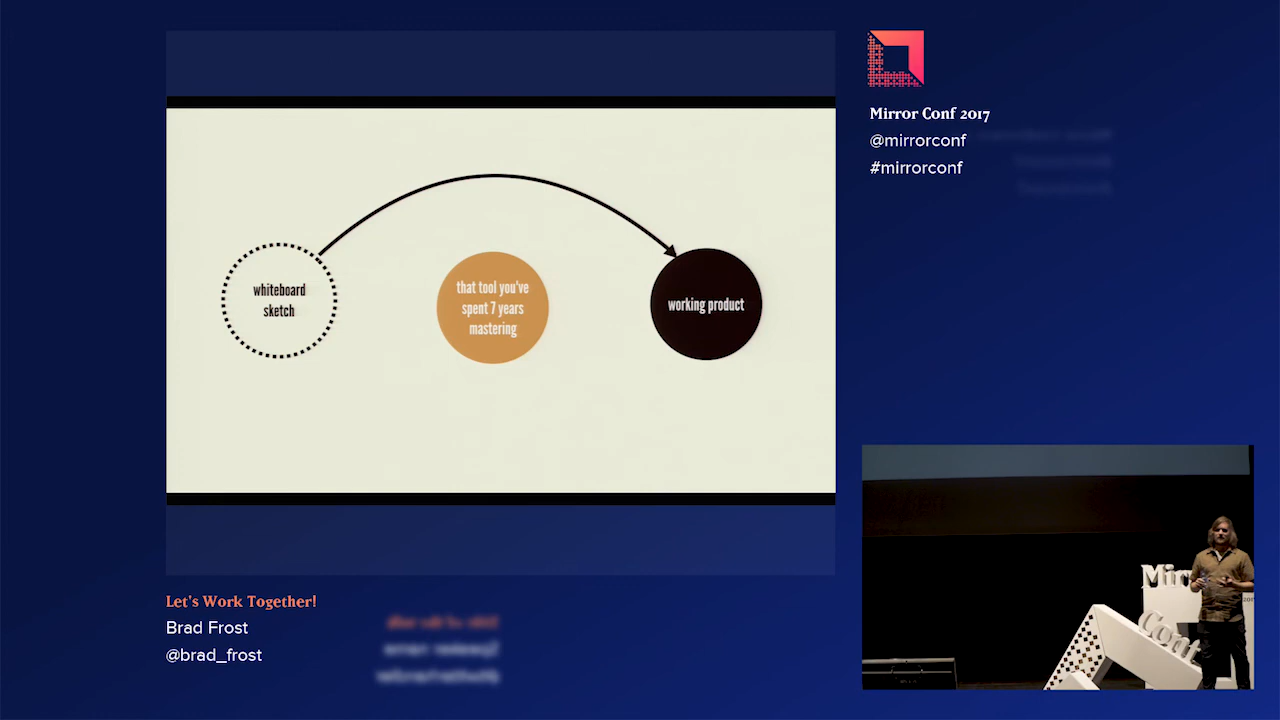 whiteboard
sketch
that tool you've
spent 7 years
mastering
working product
Mirror Conf 2017
@mirrorconf
#mirrorconf
Let's Work Together!
Brad Frost
@brad_frost
Conf